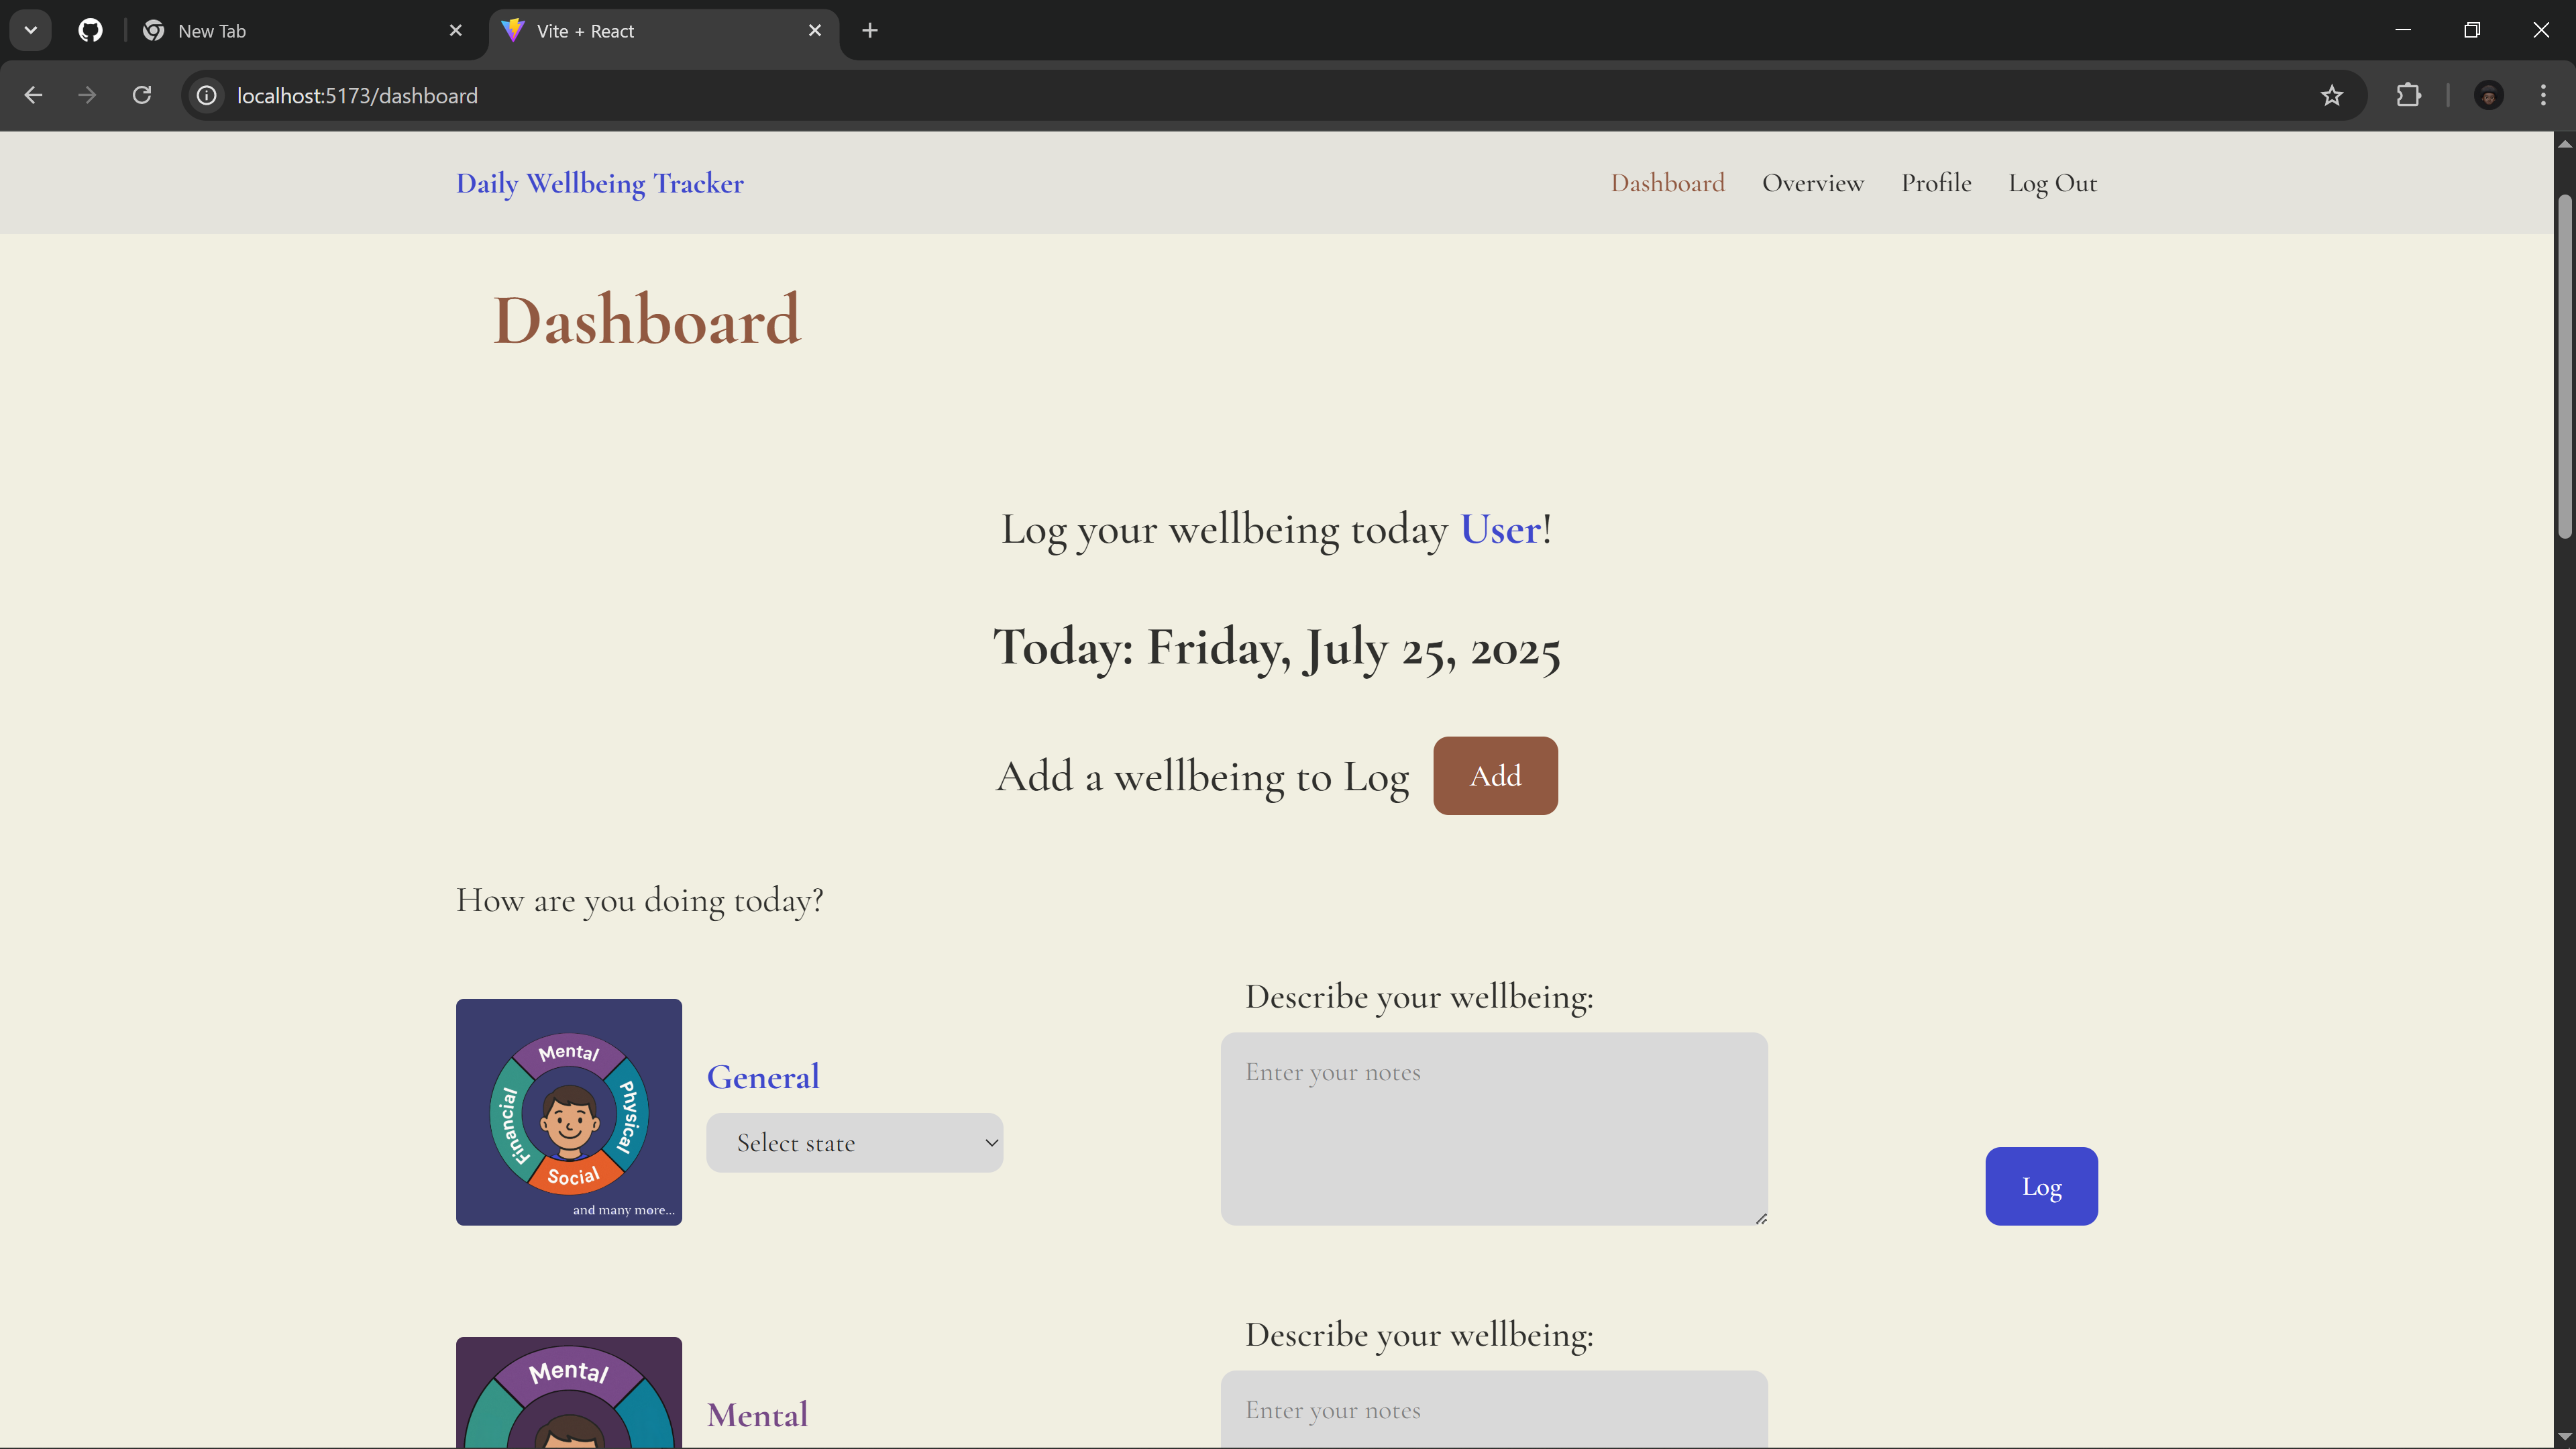 New Tab
Vite + React
localhost:5173/dashboard
Daily Wellbeing Tracker
Dashboard
Overview
Profile
Log Out
Dashboard
Log your wellbeing today User!
Today: Friday, July 25, 2025
Add a wellbeing to Log
Add
How are you doing today?
Mental
Physical
Social
Financial
and many more...
General
Select state
Describe your wellbeing:
Enter your notes
Log
Mental
Mental
Describe your wellbeing:
Enter your notes